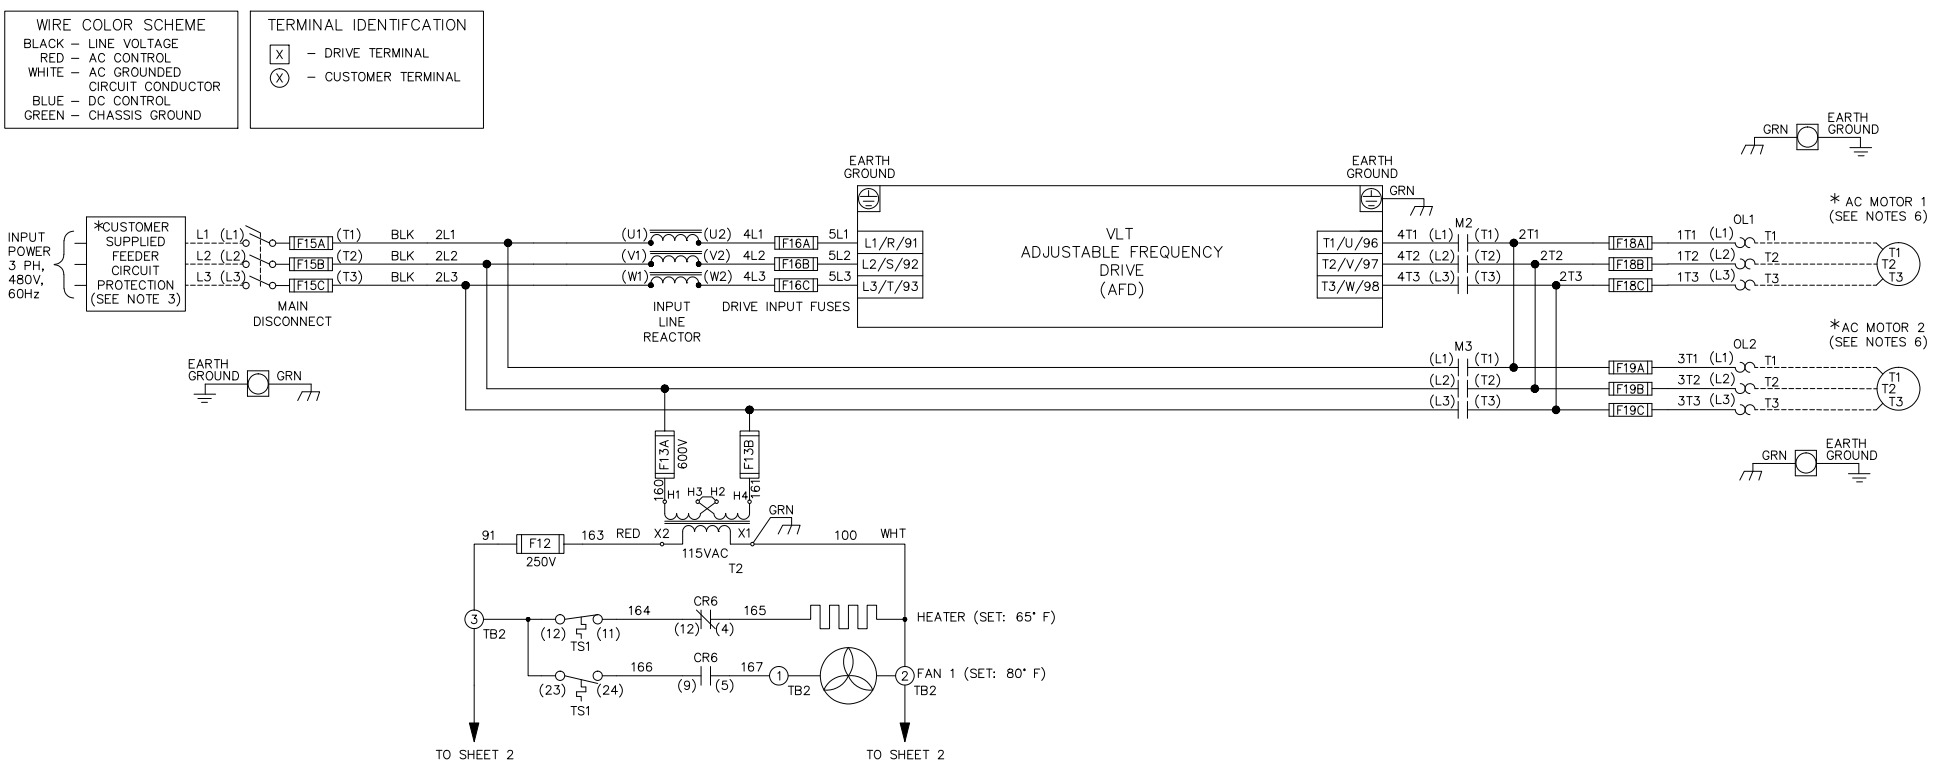 WIRE COLOR SCHEME
BLACK – LINE VOLTAGE
RED – AC CONTROL
WHITE – AC GROUNDED
CIRCUIT CONDUCTOR
BLUE – DC CONTROL
GREEN – CHASSIS GROUND
TERMINAL IDENTIFCATION
X – DRIVE TERMINAL
X – CUSTOMER TERMINAL
INPUT
POWER
3 PH,
480V,
60Hz
*CUSTOMER
SUPPLIED
FEEDER
CIRCUIT
PROTECTION
(SEE NOTE 3)
L1 (L1) F15A (T1) BLK 2L1 (U1) (U2) 4L1 F16A 5L1
L2 (L2) F15B (T2) BLK 2L2 (V1) (V2) 4L2 F16B 5L2
L3 (L3) F15C (T3) BLK 2L3 (W1) (W2) 4L3 F16C 5L3
MAIN
DISCONNECT
INPUT
LINE
REACTOR
DRIVE INPUT FUSES
EARTH
GROUND
L1/R/91
L2/S/92
L3/T/93
VLT
ADJUSTABLE FREQUENCY
DRIVE
(AFD)
EARTH
GROUND
GRN
T1/U/96
T2/V/97
T3/W/98
M2
4T1 (L1) (T1) 2T1 F18A 1T1 (L1) T1
4T2 (L2) (T2) 2T2 F18B 1T2 (L2) T2
4T3 (L3) (T3) 2T3 F18C 1T3 (L3) T3
OL1
GRN
EARTH
GROUND
* AC MOTOR 1
(SEE NOTES 6)
T1
T2
T3
M3
(L1) (T1) F19A 3T1 (L1) T1
(L2) (T2) F19B 3T2 (L2) T2
(L3) (T3) F19C 3T3 (L3) T3
OL2
* AC MOTOR 2
(SEE NOTES 6)
T1
T2
T3
GRN
EARTH
GROUND
EARTH
GROUND
GRN
F13A
600V
F13B
160
161
H1 H3 H2 H4
GRN
91 F12 163 RED X2 X1 100 WHT
250V
115VAC
T2
3
TB2
(12) (11)
TS1
164
CR6
(12) (4)
165
HEATER (SET: 65° F)
(23) (24)
TS1
166
CR6
(9) (5)
167
1
TB2
2
TB2
FAN 1 (SET: 80° F)
TO SHEET 2
TO SHEET 2